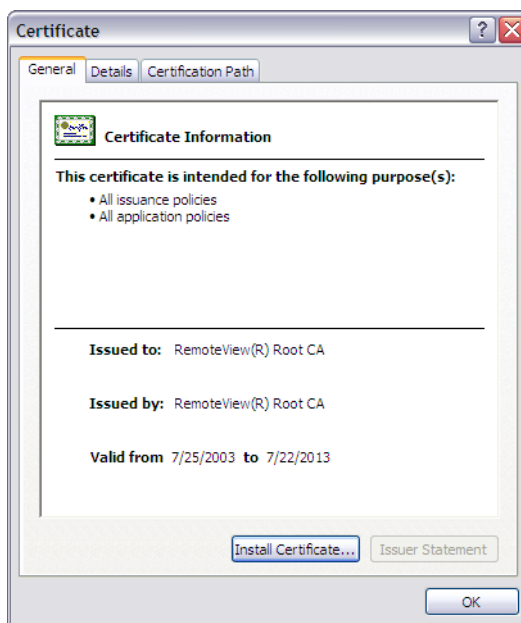 Certificate
General Details Certification Path
Certificate Information
This certificate is intended for the following purpose(s):
• All issuance policies
• All application policies
Issued to: RemoteView(R) Root CA
Issued by: RemoteView(R) Root CA
Valid from 7/25/2003 to 7/22/2013
Install Certificate... Issuer Statement
OK